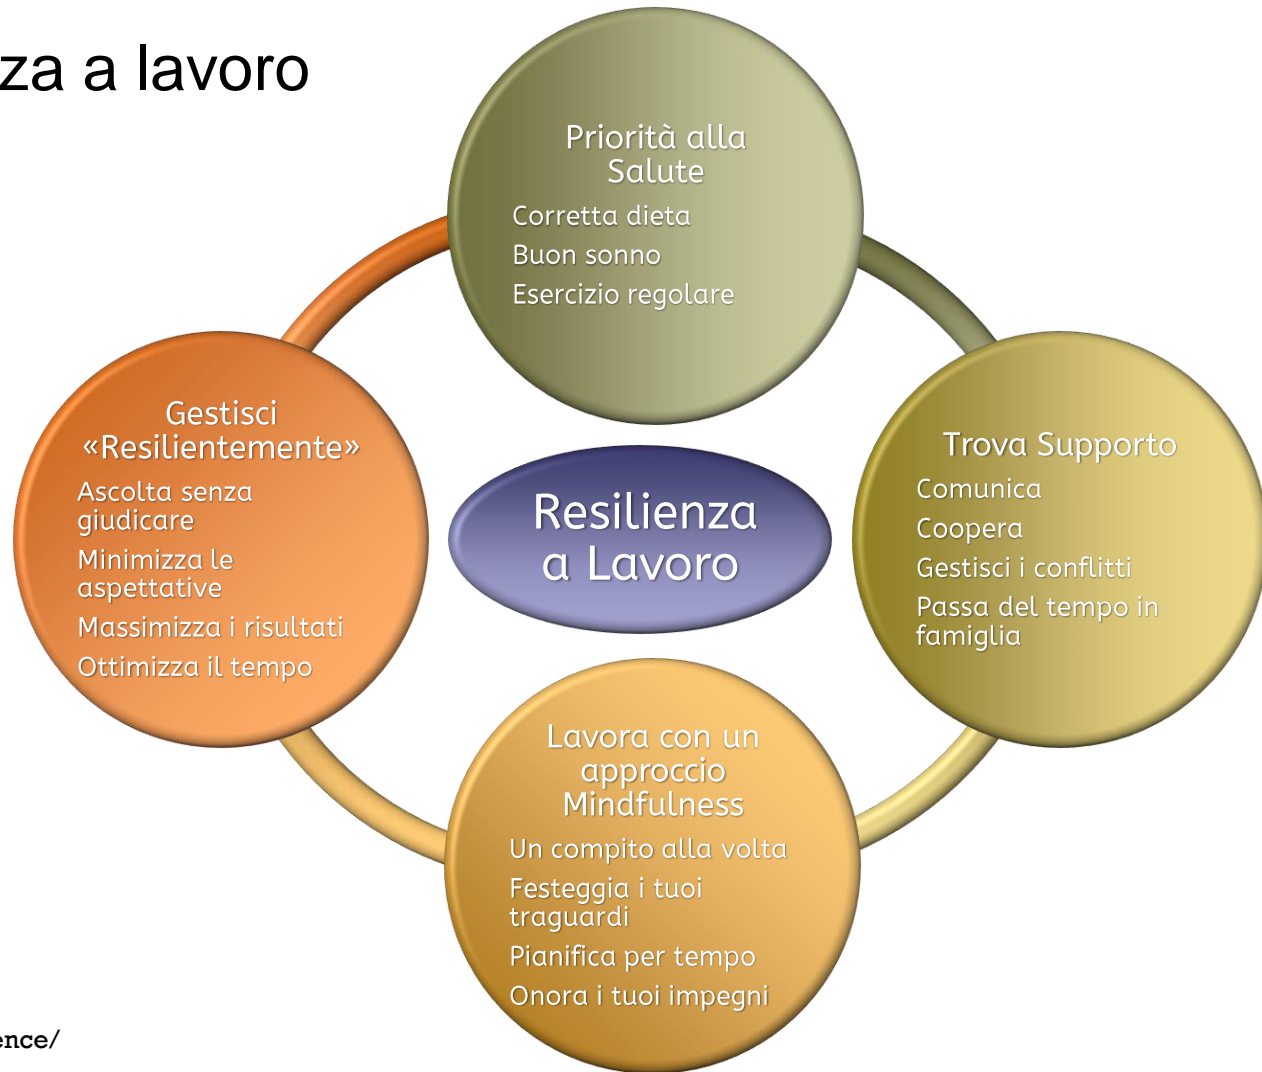 za a lavoro
Priorità alla
Salute
Corretta dieta
Buon sonno
Esercizio regolare
Gestisci
«Resilientemente»
Ascolta senza
giudicare
Minimizza le
aspettative
Massimizza i risultati
Ottimizza il tempo
Resilienza
a Lavoro
Trova Supporto
Comunica
Coopera
Gestisci i conflitti
Passa del tempo in
famiglia
Lavora con un
approccio
Mindfulness
Un compito alla volta
Festeggia i tuoi
traguardi
Pianifica per tempo
Onora i tuoi impegni
ence/